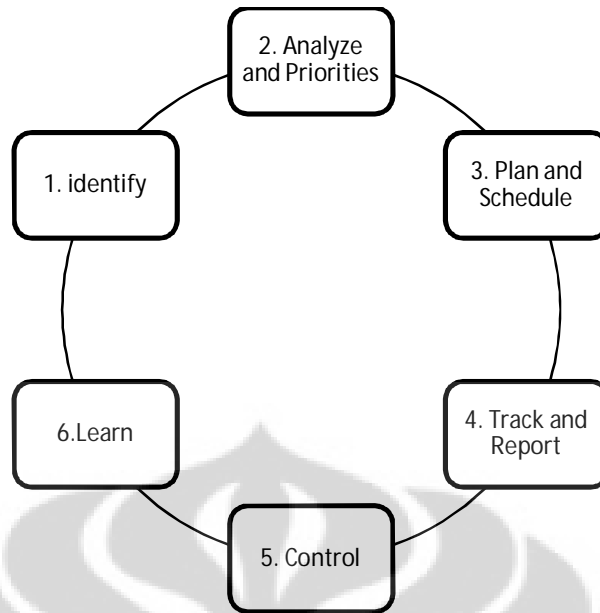 1. identify
2. Analyze
and Priorities
3. Plan and
Schedule
4. Track and
Report
5. Control
6.Learn